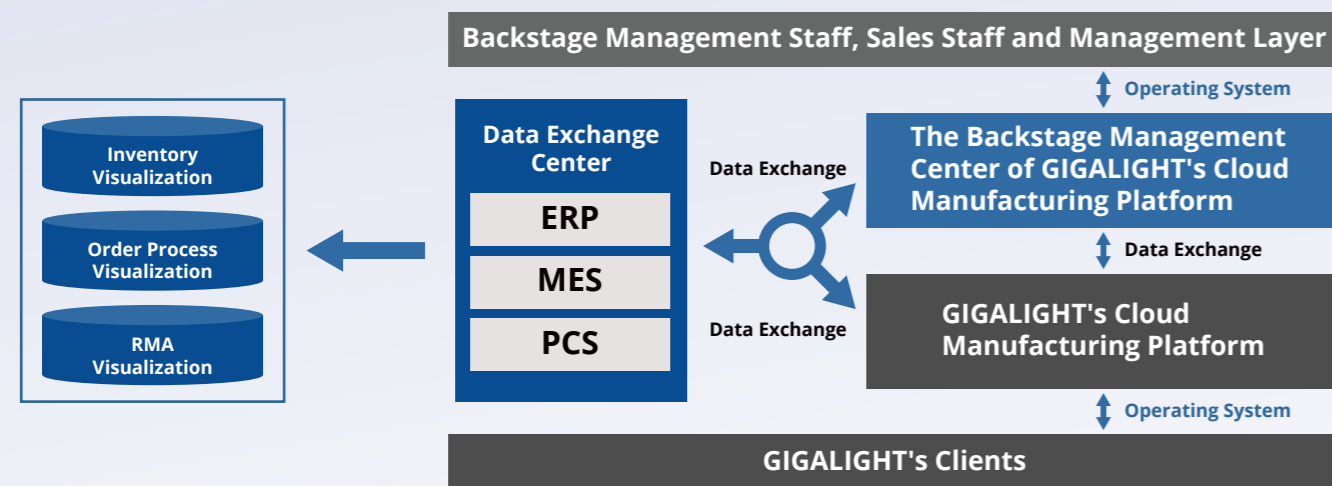 Backstage Management Staff, Sales Staff and Management Layer
Operating System
Inventory
Visualization
Order Process
Visualization
RMA
Visualization
Data Exchange
Center
ERP
MES
PCS
Data Exchange
Data Exchange
The Backstage Management
Center of GIGALIGHT's Cloud
Manufacturing Platform
Data Exchange
GIGALIGHT's Cloud
Manufacturing Platform
Operating System
GIGALIGHT's Clients